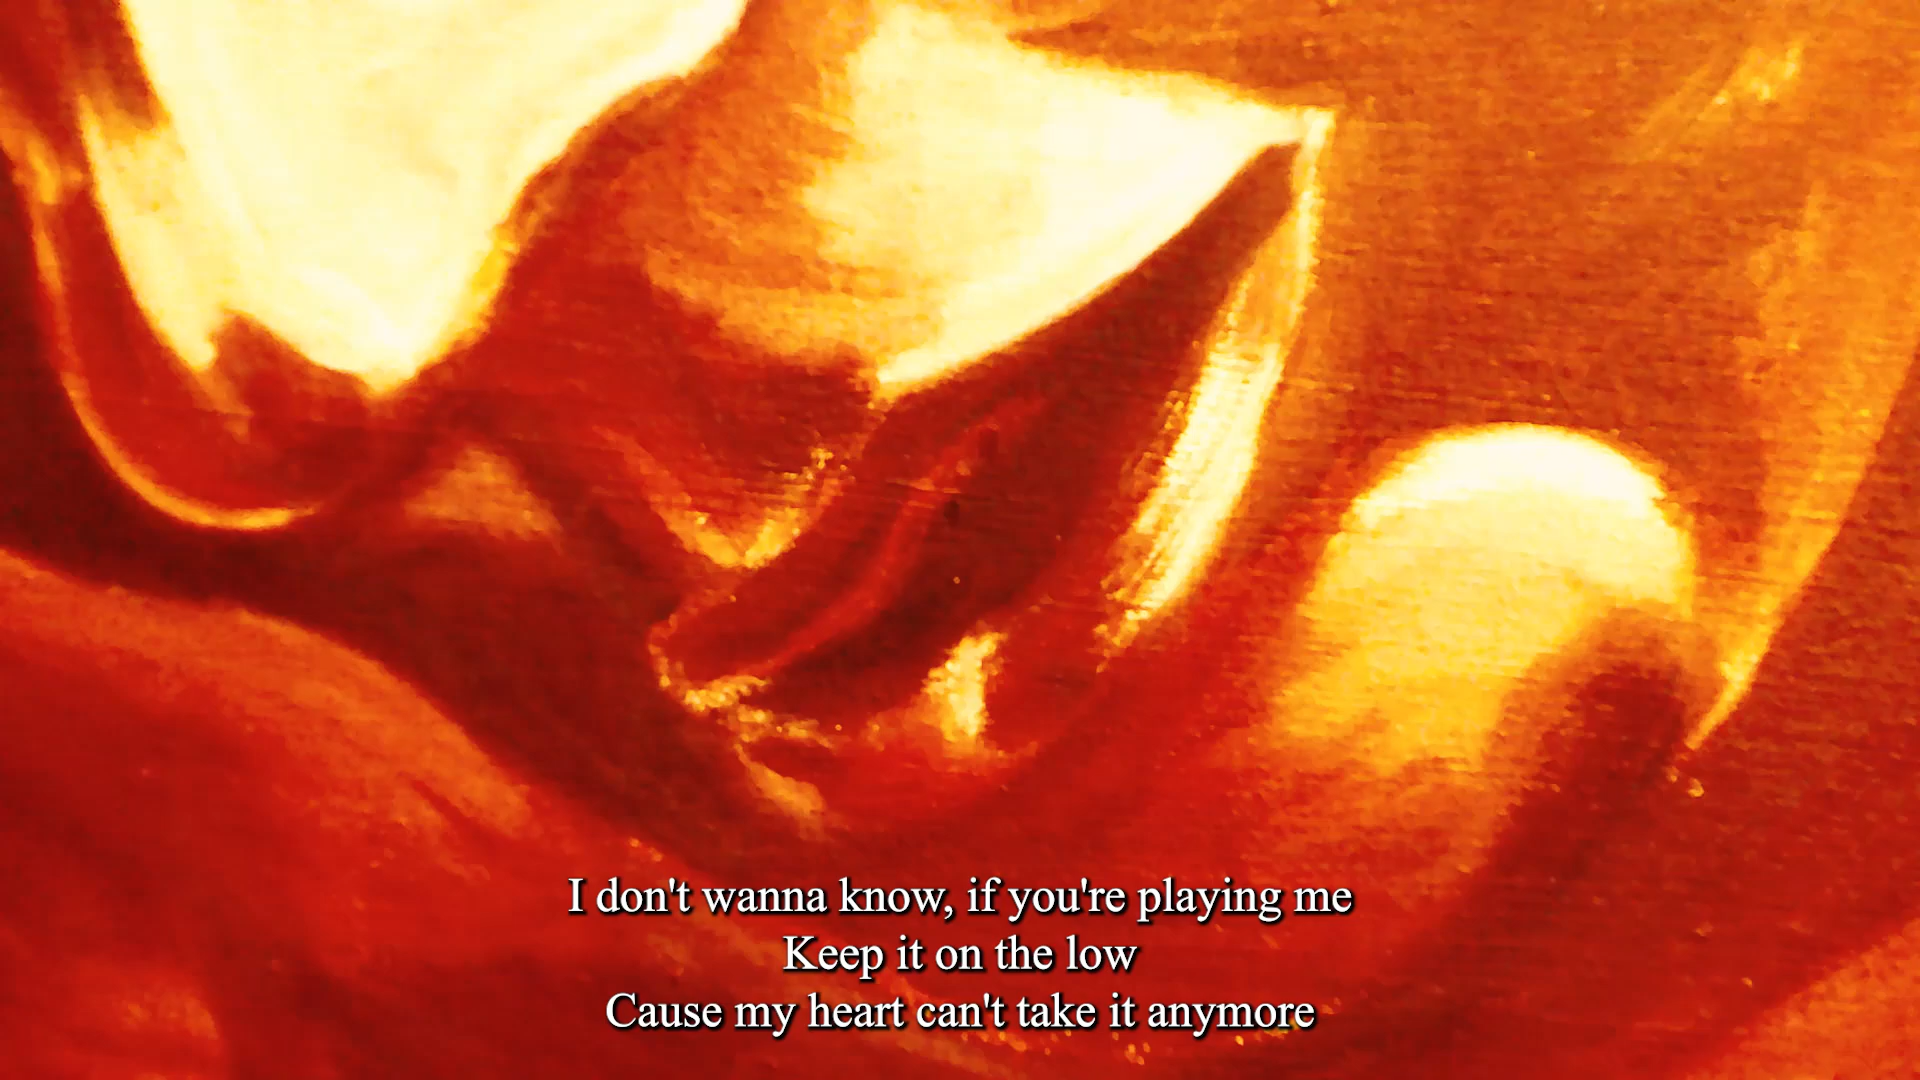 I don't wanna know, if you're playing me
Keep it on the low
Cause my heart can't take it anymore